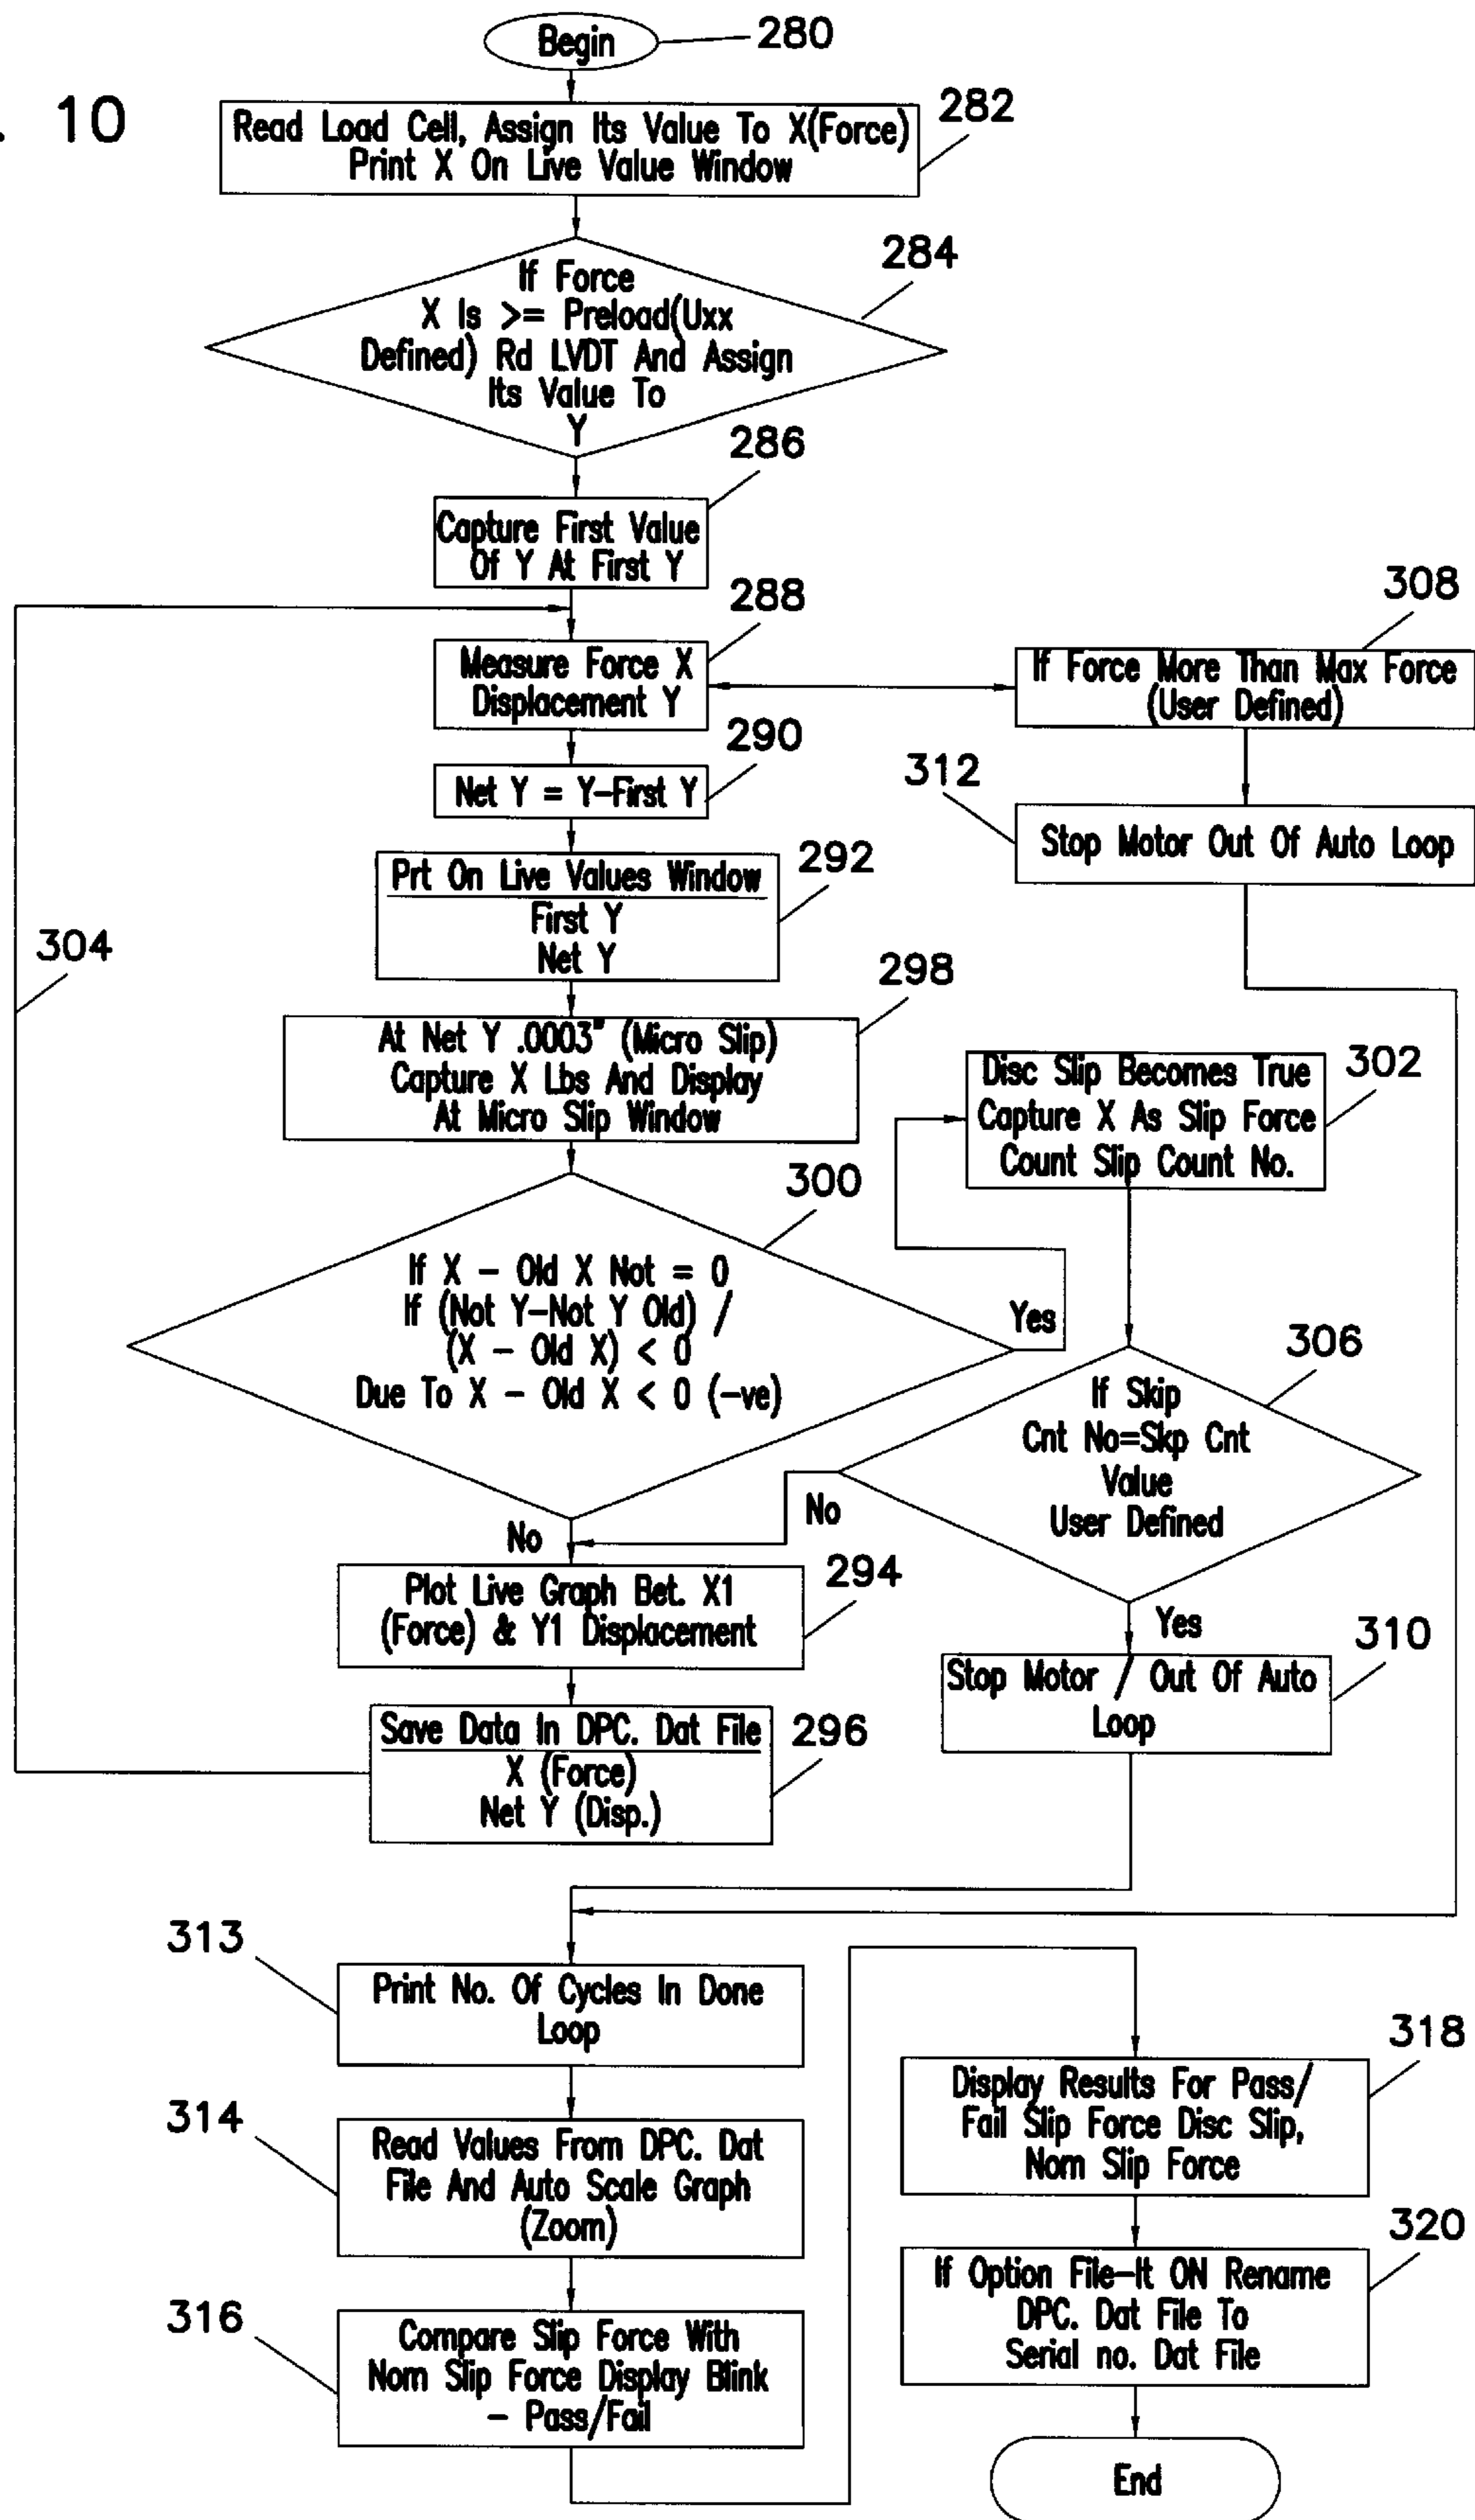 . 10
Begin
280
282
Read Load Cell, Assign Its Value To X(Force)
Print X On Live Value Window
284
If Force
X Is >= Preload(Uxx
Defined) Rd LVDT And Assign
Its Value To
Y
286
Capture First Value
Of Y At First Y
288
Measure Force X
Displacement Y
308
If Force More Than Max Force
(User Defined)
290
Net Y = Y-First Y
312
Stop Motor Out Of Auto Loop
292
Prt On Live Values Window
First Y
Net Y
304
298
At Net Y .0003" (Micro Slip)
Capture X Lbs And Display
At Micro Slip Window
302
Disc Slip Becomes True
Capture X As Slip Force
Count Slip Count No.
300
If X - Old X Not = 0
If (Not Y-Not Y Old) /
(X - Old X) < 0
Due To X - Old X < 0 (-ve)
Yes
306
If Skip
Cnt No=Skp Cnt
Value
User Defined
No
No
294
Plot Live Graph Bet. X1
(Force) & Y1 Displacement
Yes
310
Stop Motor / Out Of Auto
Loop
296
Save Data In DPC. Dat File
X (Force)
Net Y (Disp.)
313
Print No. Of Cycles In Done
Loop
314
Read Values From DPC. Dat
File And Auto Scale Graph
(Zoom)
316
Compare Slip Force With
Nom Slip Force Display Blink
- Pass/Fail
318
Display Results For Pass/
Fail Slip Force Disc Slip,
Nom Slip Force
320
If Option File-It ON Rename
DPC. Dat File To
Serial no. Dat File
End